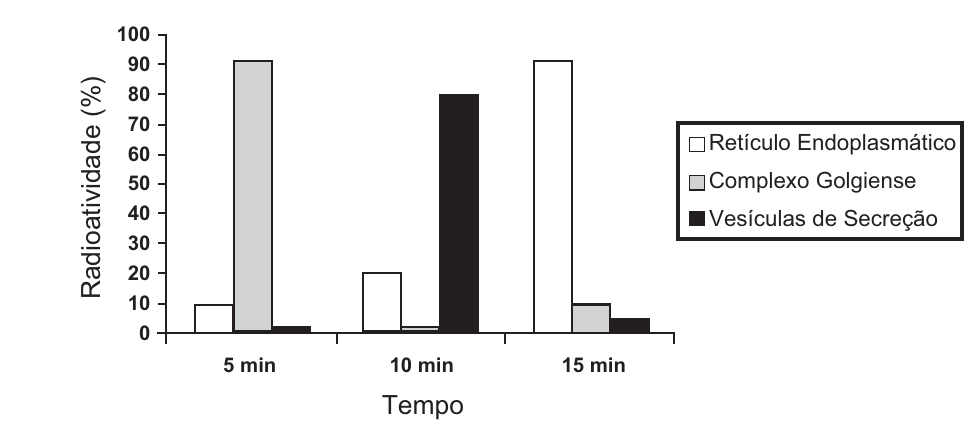 100
90
80
70
60
50
40
30
20
10
0
Radioatividade (%)
5 min 10 min 15 min
Tempo
Retículo Endoplasmático
Complexo Golgiense
Vesículas de Secreção